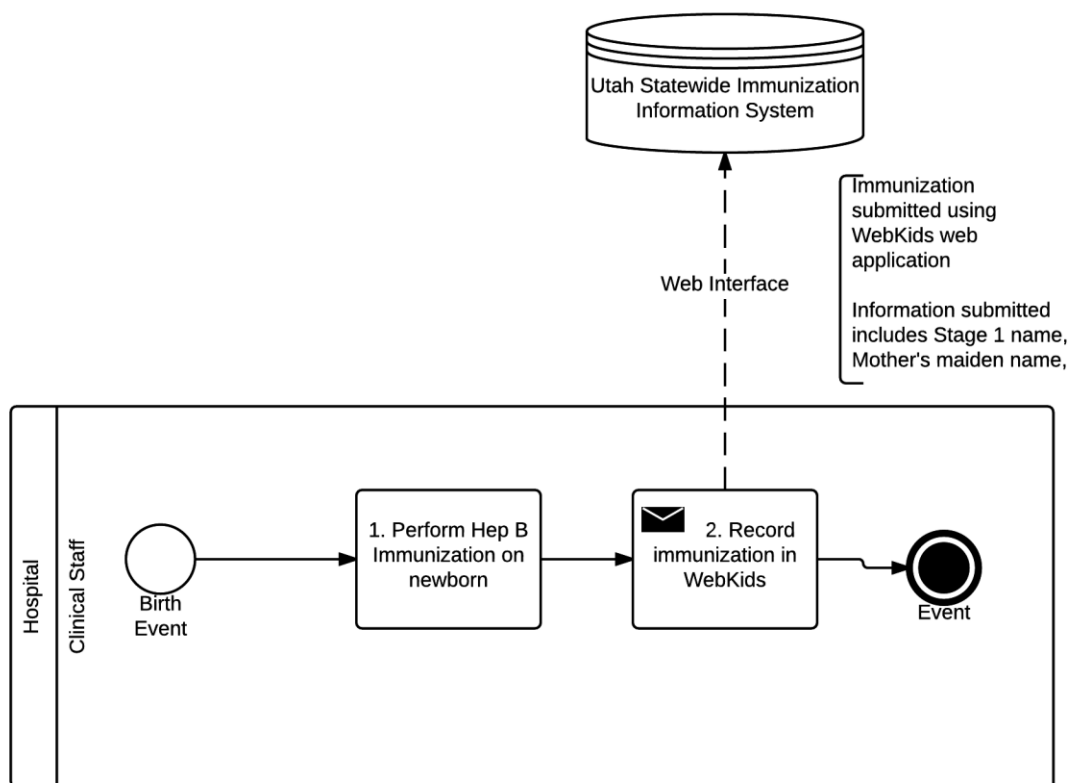 Utah Statewide Immunization
Information System
Immunization
submitted using
WebKids web
application
Information submitted
includes Stage 1 name,
Mother's maiden name,
Web Interface
Hospital
Clinical Staff
Birth
Event
1. Perform Hep B
Immunization on
newborn
2. Record
immunization in
WebKids
Event